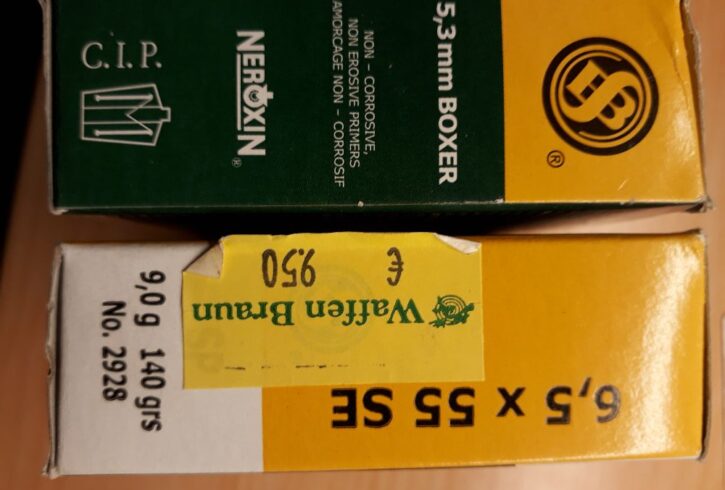 C.I.P.
NEROXIN®
NON - CORROSIVE,
NON EROSIVE PRIMERS
AMORCAGE NON - CORROSIF
5,3 mm BOXER
S&B
®
€ 9.50
Waffen Braun
9,0 g 140 grs
No. 2928
6,5 x 55 SE